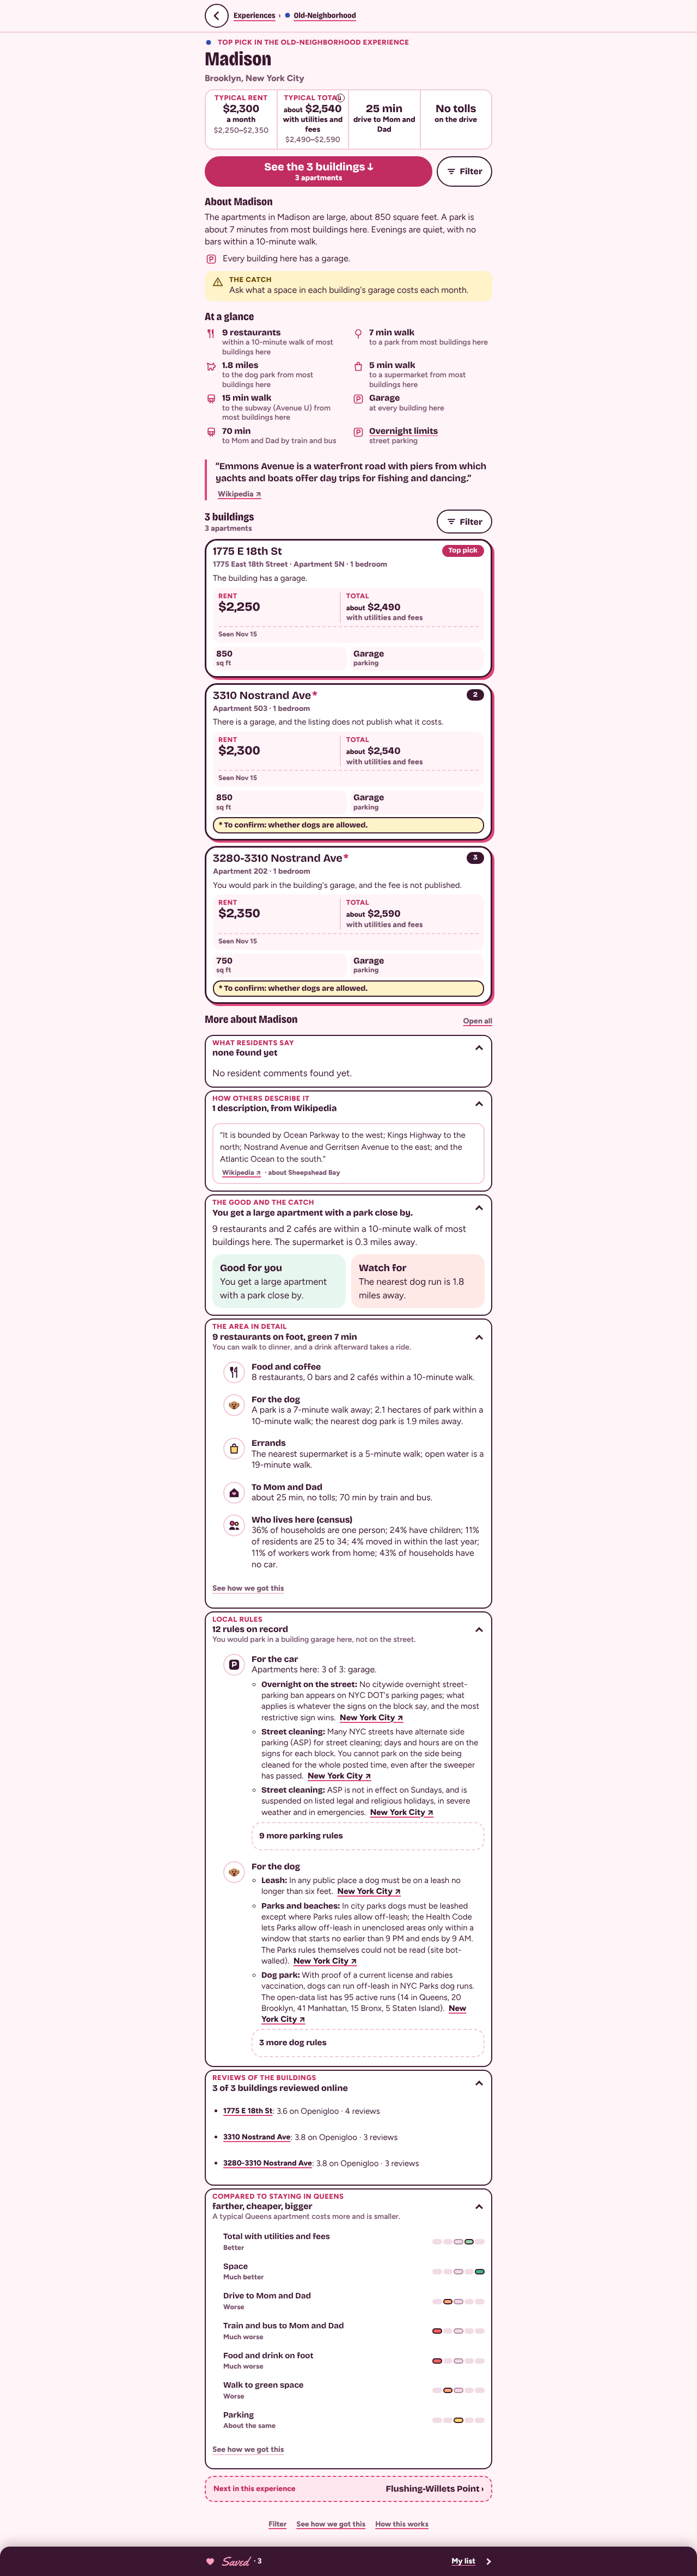 Experiences › Old-Neighborhood
TOP PICK IN THE OLD-NEIGHBORHOOD EXPERIENCE
Madison
Brooklyn, New York City
TYPICAL RENT
$2,300
a month
$2,250–$2,350
TYPICAL TOTAL
about $2,540
with utilities and
fees
$2,490–$2,590
25 min
drive to Mom and
Dad
No tolls
on the drive
See the 3 buildings ↓
3 apartments
Filter
About Madison
The apartments in Madison are large, about 850 square feet. A park is
about 7 minutes from most buildings here. Evenings are quiet, with no
bars within a 10-minute walk.
Every building here has a garage.
THE CATCH
Ask what a space in each building's garage costs each month.
At a glance
9 restaurants
within a 10-minute walk of most
buildings here
7 min walk
to a park from most buildings here
1.8 miles
to the dog park from most
buildings here
5 min walk
to a supermarket from most
buildings here
15 min walk
to the subway (Avenue U) from
most buildings here
Garage
at every building here
70 min
to Mom and Dad by train and bus
Overnight limits
street parking
"Emmons Avenue is a waterfront road with piers from which
yachts and boats offer day trips for fishing and dancing."
Wikipedia ↗
3 buildings
3 apartments
Filter
1775 E 18th St
Top pick
1775 East 18th Street · Apartment 5N · 1 bedroom
The building has a garage.
RENT
$2,250
TOTAL
about $2,490
with utilities and fees
Seen Nov 15
850
sq ft
Garage
parking
3310 Nostrand Ave*
2
Apartment 503 · 1 bedroom
There is a garage, and the listing does not publish what it costs.
RENT
$2,300
TOTAL
about $2,540
with utilities and fees
Seen Nov 15
850
sq ft
Garage
parking
* To confirm: whether dogs are allowed.
3280-3310 Nostrand Ave*
3
Apartment 202 · 1 bedroom
You would park in the building's garage, and the fee is not published.
RENT
$2,350
TOTAL
about $2,590
with utilities and fees
Seen Nov 15
750
sq ft
Garage
parking
* To confirm: whether dogs are allowed.
More about Madison
Open all
WHAT RESIDENTS SAY
none found yet
No resident comments found yet.
HOW OTHERS DESCRIBE IT
1 description, from Wikipedia
"It is bounded by Ocean Parkway to the west; Kings Highway to the
north; Nostrand Avenue and Gerritsen Avenue to the east; and the
Atlantic Ocean to the south."
Wikipedia ↗ · about Sheepshead Bay
THE GOOD AND THE CATCH
You get a large apartment with a park close by.
9 restaurants and 2 cafés are within a 10-minute walk of most
buildings here. The supermarket is 0.3 miles away.
Good for you
You get a large apartment
with a park close by.
Watch for
The nearest dog run is 1.8
miles away.
THE AREA IN DETAIL
9 restaurants on foot, green 7 min
You can walk to dinner, and a drink afterward takes a ride.
Food and coffee
8 restaurants, 0 bars and 2 cafés within a 10-minute walk.
For the dog
A park is a 7-minute walk away; 2.1 hectares of park within a
10-minute walk; the nearest dog park is 1.9 miles away.
Errands
The nearest supermarket is a 5-minute walk; open water is a
19-minute walk.
To Mom and Dad
about 25 min, no tolls; 70 min by train and bus.
Who lives here (census)
36% of households are one person; 24% have children; 11%
of residents are 25 to 34; 4% moved in within the last year;
11% of workers work from home; 43% of households have
no car.
See how we got this
LOCAL RULES
12 rules on record
You would park in a building garage here, not on the street.
For the car
Apartments here: 3 of 3: garage.
Overnight on the street: No citywide overnight street-
parking ban appears on NYC DOT's parking pages; what
applies is whatever the signs on the block say, and the most
restrictive sign wins. New York City ↗
Street cleaning: Many NYC streets have alternate side
parking (ASP) for street cleaning; days and hours are on the
signs for each block. You cannot park on the side being
cleaned for the whole posted time, even after the sweeper
has passed. New York City ↗
Street cleaning: ASP is not in effect on Sundays, and is
suspended on listed legal and religious holidays, in severe
weather and in emergencies. New York City ↗
9 more parking rules
For the dog
Leash: In any public place a dog must be on a leash no
longer than six feet. New York City ↗
Parks and beaches: In city parks dogs must be leashed
except where Parks rules allow off-leash; the Health Code
lets Parks allow off-leash in unenclosed areas only within a
window that starts no earlier than 9 PM and ends by 9 AM.
The Parks rules themselves could not be read (site bot-
walled). New York City ↗
Dog park: With proof of a current license and rabies
vaccination, dogs can run off-leash in NYC Parks dog runs.
The open-data list has 95 active runs (14 in Queens, 20
Brooklyn, 41 Manhattan, 15 Bronx, 5 Staten Island). New
York City ↗
3 more dog rules
REVIEWS OF THE BUILDINGS
3 of 3 buildings reviewed online
1775 E 18th St: 3.6 on Openigloo · 4 reviews
3310 Nostrand Ave: 3.8 on Openigloo · 3 reviews
3280-3310 Nostrand Ave: 3.8 on Openigloo · 3 reviews
COMPARED TO STAYING IN QUEENS
farther, cheaper, bigger
A typical Queens apartment costs more and is smaller.
Total with utilities and fees
Better
Space
Much better
Drive to Mom and Dad
Worse
Train and bus to Mom and Dad
Much worse
Food and drink on foot
Much worse
Walk to green space
Worse
Parking
About the same
See how we got this
Next in this experience
Flushing-Willets Point ›
Filter See how we got this How this works
Saved · 3
My list